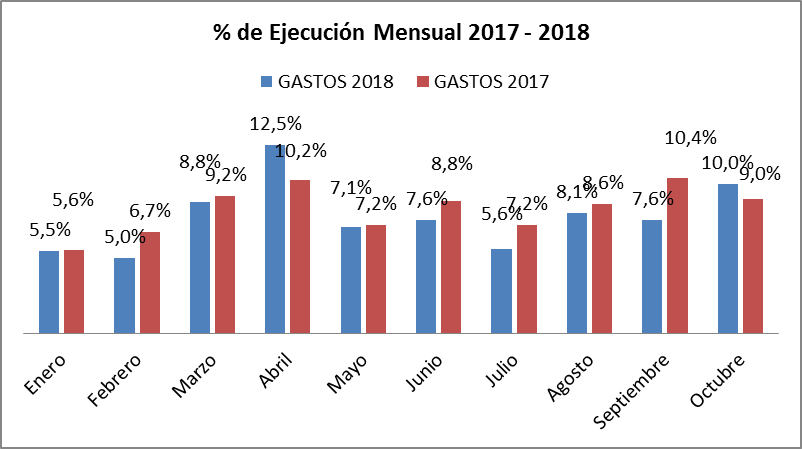 % de Ejecución Mensual 2017 - 2018
GASTOS 2018 GASTOS 2017
5,5% 5,6%
5,0% 6,7%
8,8% 9,2%
12,5% 10,2%
7,1% 7,2%
7,6% 8,8%
5,6% 7,2%
8,1% 8,6%
7,6% 10,4%
10,0% 9,0%
Enero
Febrero
Marzo
Abril
Mayo
Junio
Julio
Agosto
Septiembre
Octubre